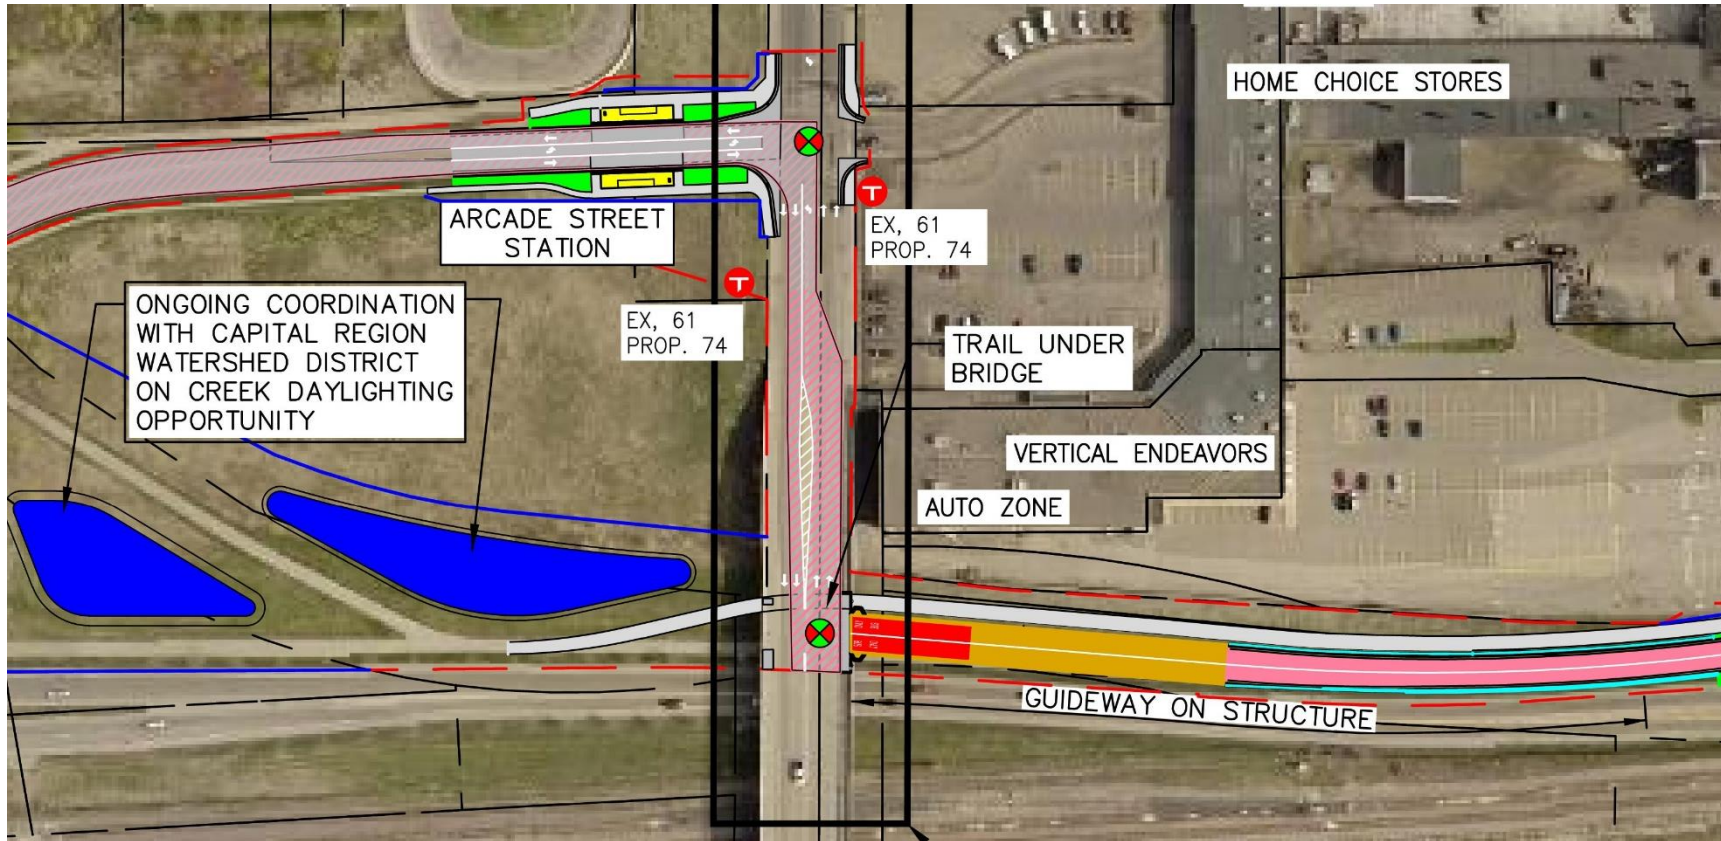 HOME CHOICE STORES
ARCADE STREET
STATION
EX, 61
PROP. 74
ONGOING COORDINATION
WITH CAPITAL REGION
WATERSHED DISTRICT
ON CREEK DAYLIGHTING
OPPORTUNITY
EX, 61
PROP. 74
TRAIL UNDER
BRIDGE
VERTICAL ENDEAVORS
AUTO ZONE
GUIDEWAY ON STRUCTURE
T
T